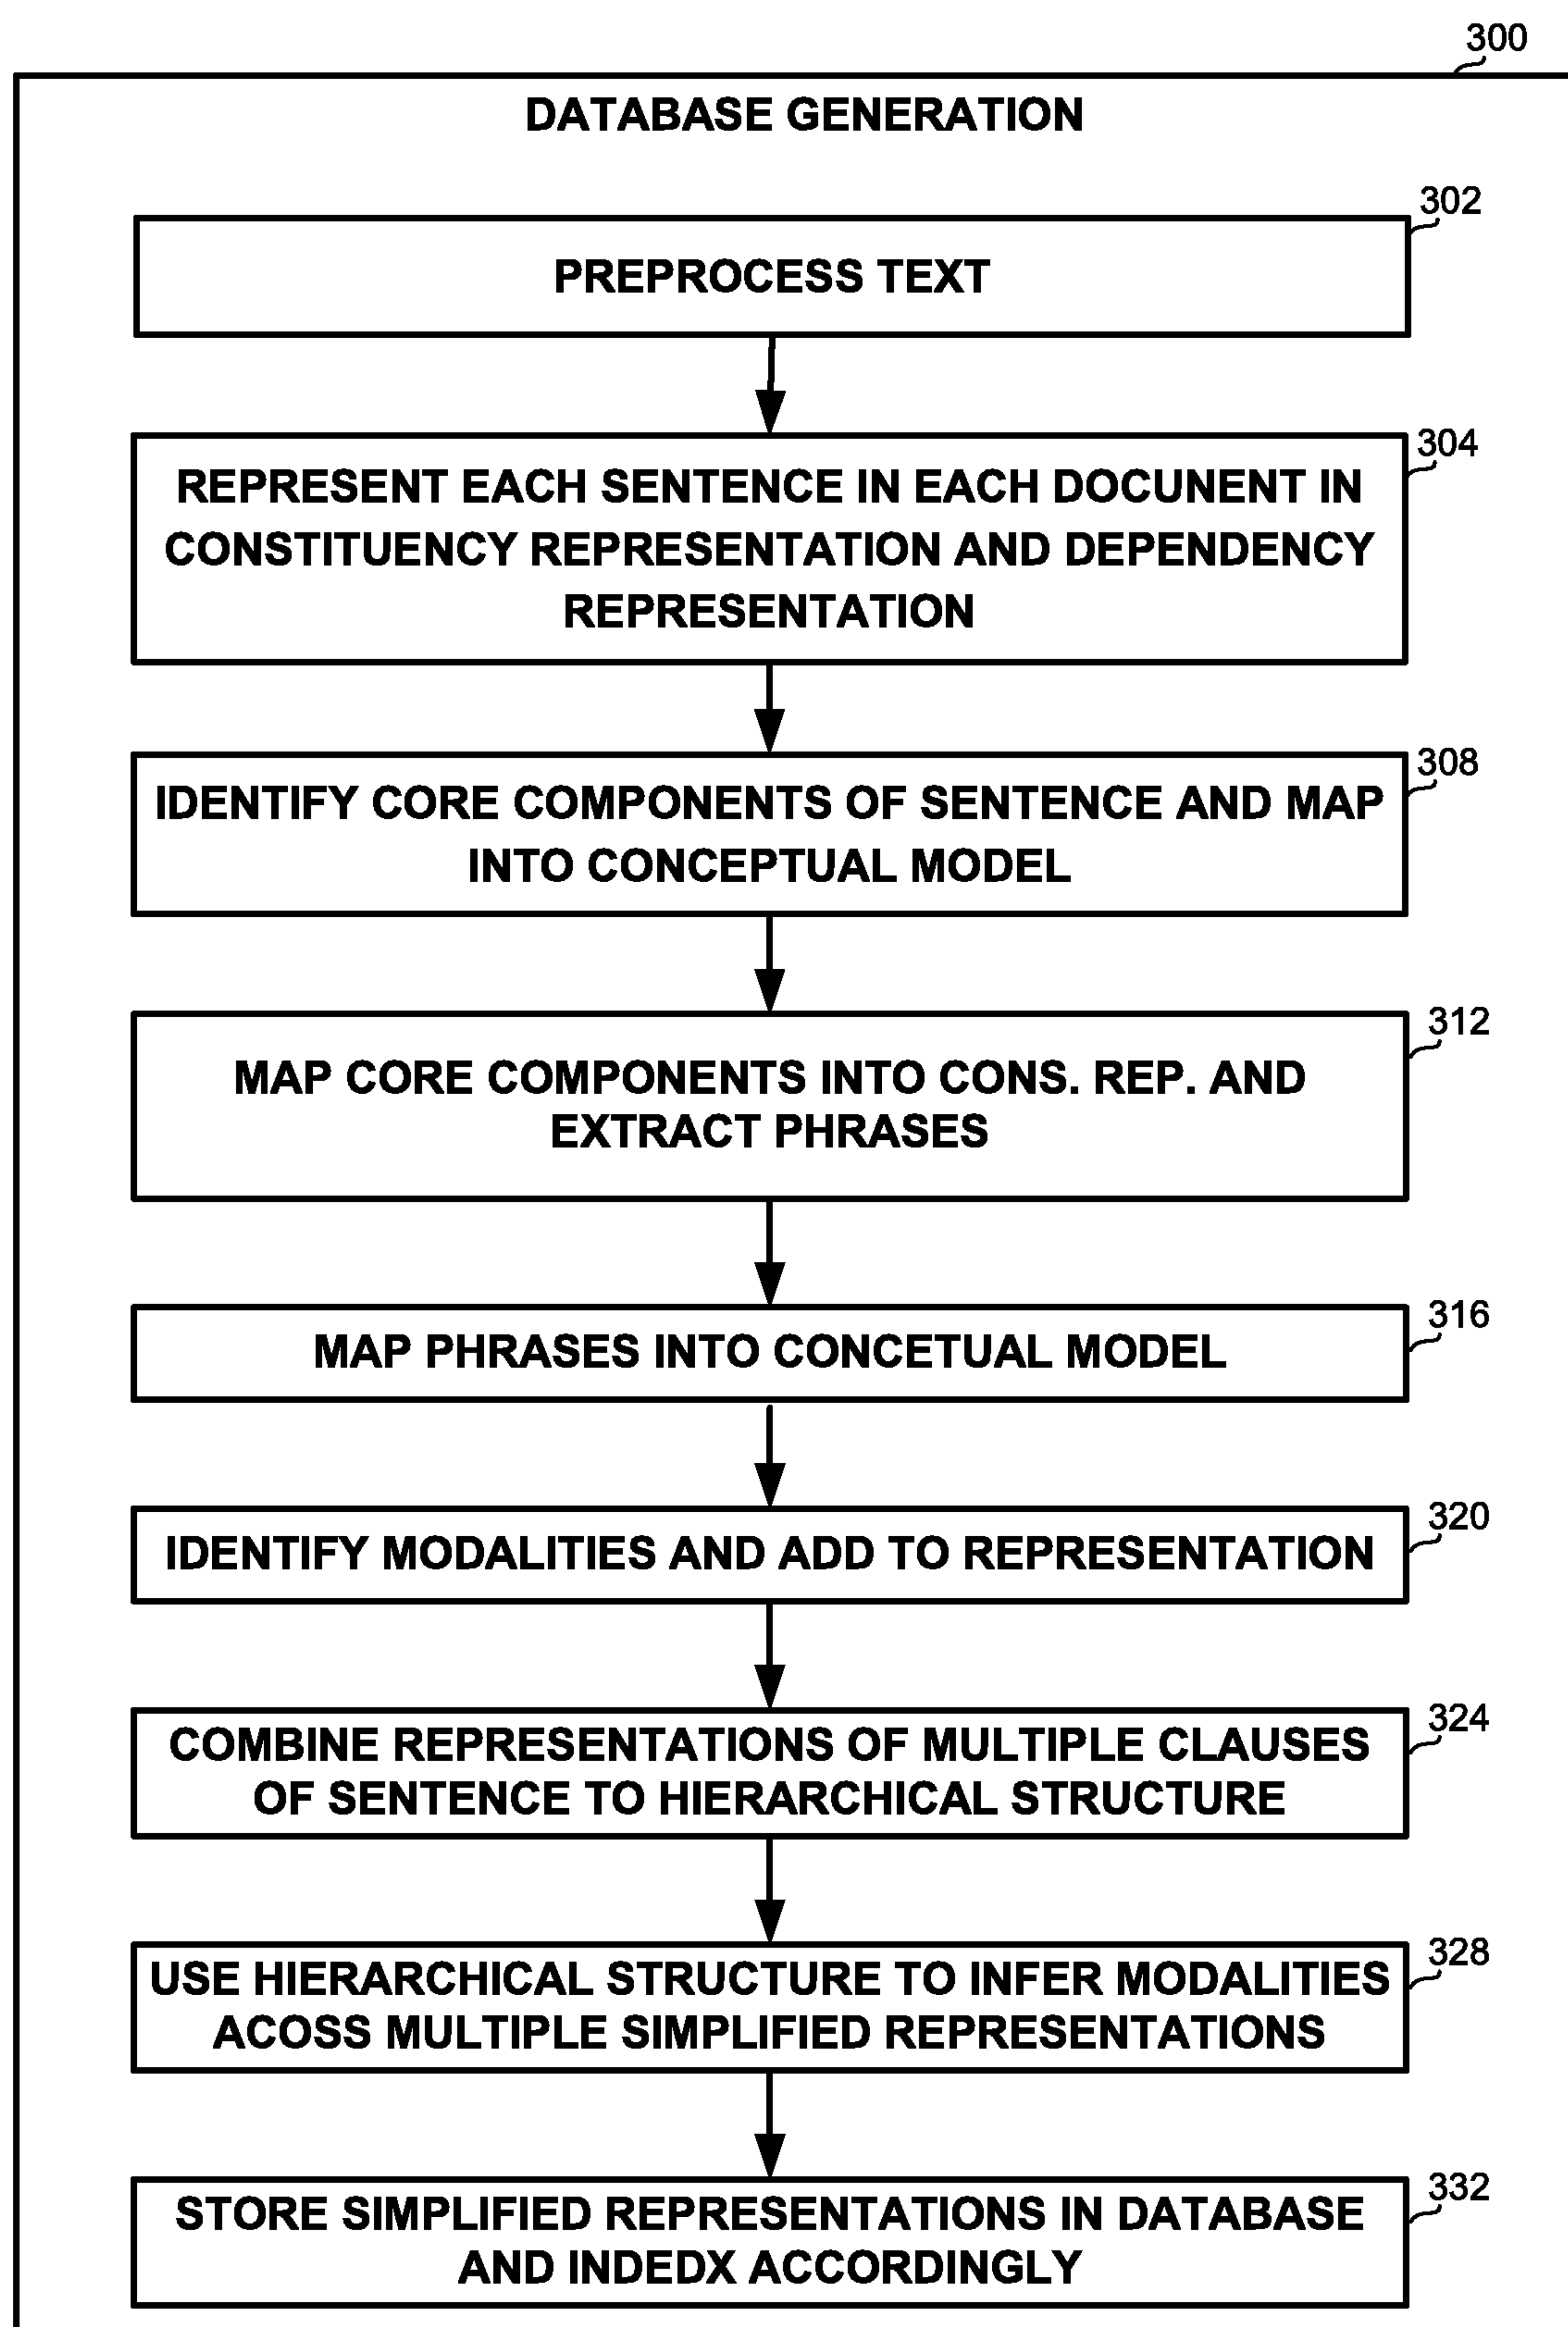 300
DATABASE GENERATION
302
PREPROCESS TEXT
304
REPRESENT EACH SENTENCE IN EACH DOCUNENT IN
CONSTITUENCY REPRESENTATION AND DEPENDENCY
REPRESENTATION
308
IDENTIFY CORE COMPONENTS OF SENTENCE AND MAP
INTO CONCEPTUAL MODEL
312
MAP CORE COMPONENTS INTO CONS. REP. AND
EXTRACT PHRASES
316
MAP PHRASES INTO CONCETUAL MODEL
320
IDENTIFY MODALITIES AND ADD TO REPRESENTATION
324
COMBINE REPRESENTATIONS OF MULTIPLE CLAUSES
OF SENTENCE TO HIERARCHICAL STRUCTURE
328
USE HIERARCHICAL STRUCTURE TO INFER MODALITIES
ACOSS MULTIPLE SIMPLIFIED REPRESENTATIONS
332
STORE SIMPLIFIED REPRESENTATIONS IN DATABASE
AND INDEDX ACCORDINGLY